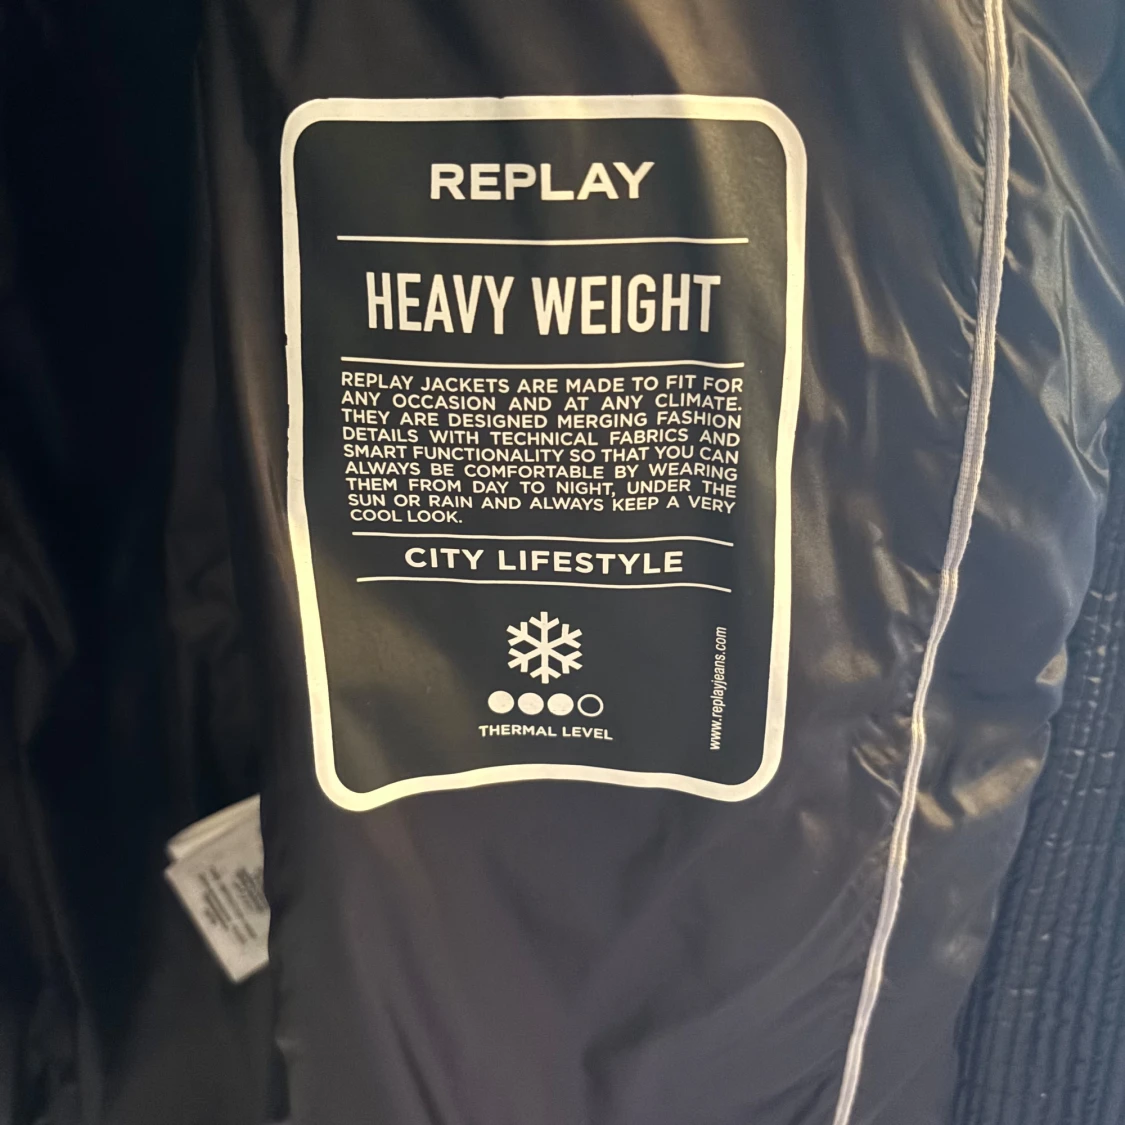 REPLAY
HEAVY WEIGHT
REPLAY JACKETS ARE MADE TO FIT FOR
ANY OCCASION AND AT ANY CLIMATE.
THEY ARE DESIGNED MERGING FASHION
DETAILS WITH TECHNICAL FABRICS AND
SMART FUNCTIONALITY SO THAT YOU CAN
ALWAYS BE COMFORTABLE BY WEARING
THEM FROM DAY TO NIGHT, UNDER THE
SUN OR RAIN AND ALWAYS KEEP A VERY
COOL LOOK.
CITY LIFESTYLE
THERMAL LEVEL
www.replayjeans.com